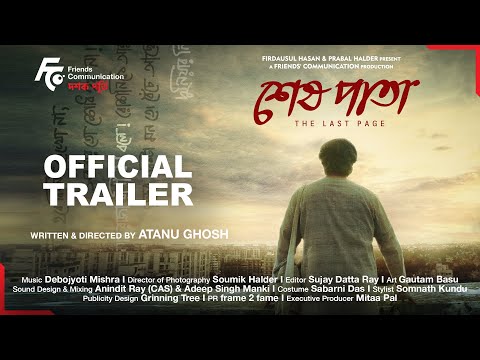 Friends
Communication
দশক পূর্তি
FIRDAUSUL HASAN & PRABAL HALDER PRESENT
A FRIENDS' COMMUNICATION PRODUCTION
শেষ পাতা
THE LAST PAGE
OFFICIAL
TRAILER
WRITTEN & DIRECTED BY ATANU GHOSH
Music Debojyoti Mishra I Director of Photography Soumik Halder I Editor Sujay Datta Ray I Art Gautam Basu
Sound Design & Mixing Anindit Ray (CAS) & Adeep Singh Manki I Costume Sabarni Das I Stylist Somnath Kundu
Publicity Design Grinning Tree I PR frame 2 fame I Executive Producer Mitaa Pal